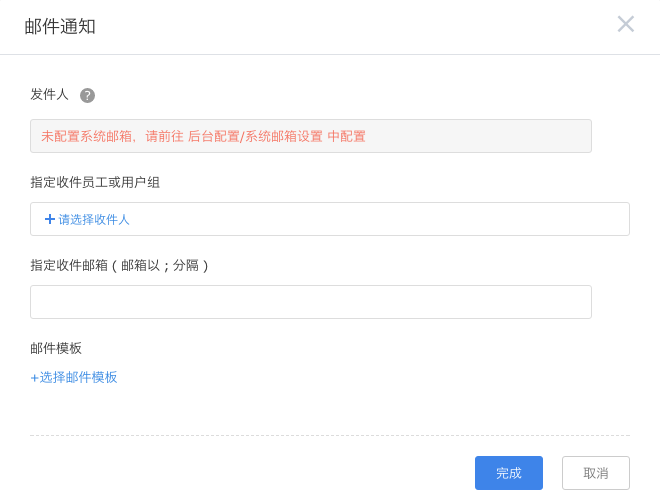 邮件通知
发件人 ?
未配置系统邮箱，请前往 后台配置/系统邮箱设置 中配置
指定收件员工或用户组
+请选择收件人
指定收件邮箱 ( 邮箱以 ; 分隔 )
邮件模板
+选择邮件模板
完成 取消